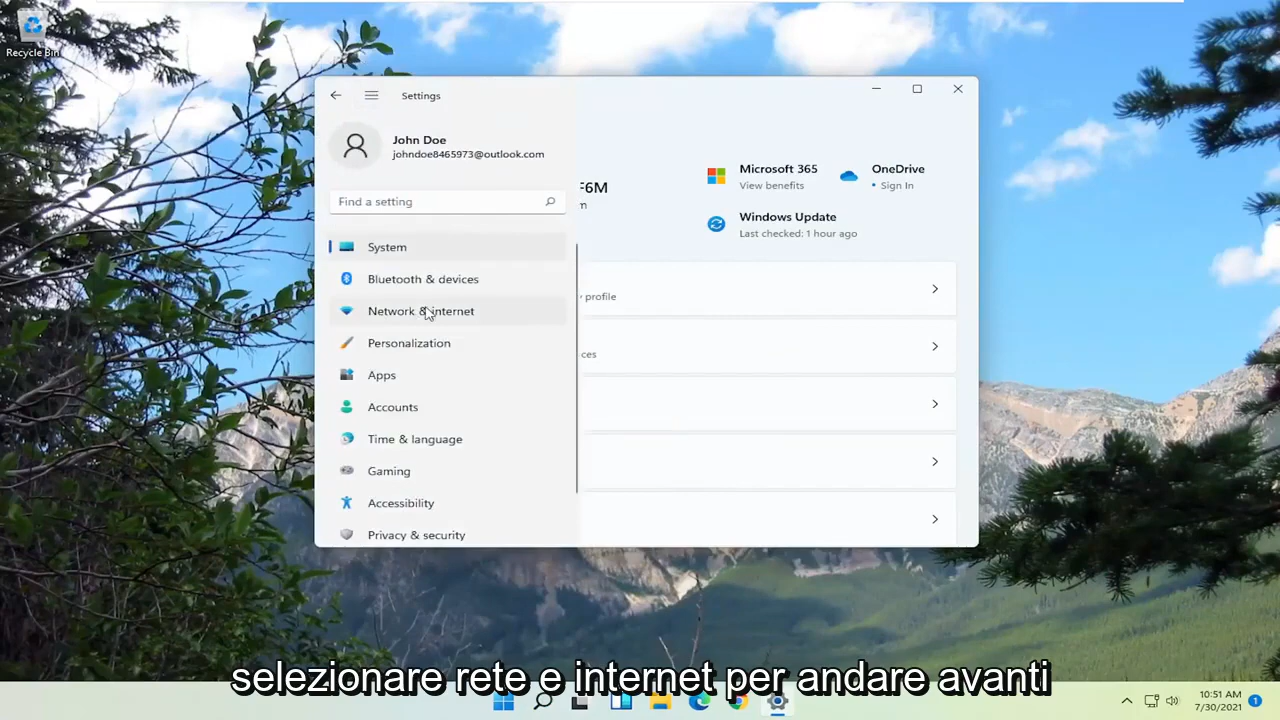 Recycle Bin
Settings
John Doe
johndoe8465973@outlook.com
Find a setting
System
Bluetooth & devices
Network & internet
Personalization
Apps
Accounts
Time & language
Gaming
Accessibility
Privacy & security
F6M
Microsoft 365
View benefits
OneDrive
• Sign In
Windows Update
Last checked: 1 hour ago
profile
ces
selezionare rete e internet per andare avanti
10:51 AM
7/30/2021
1